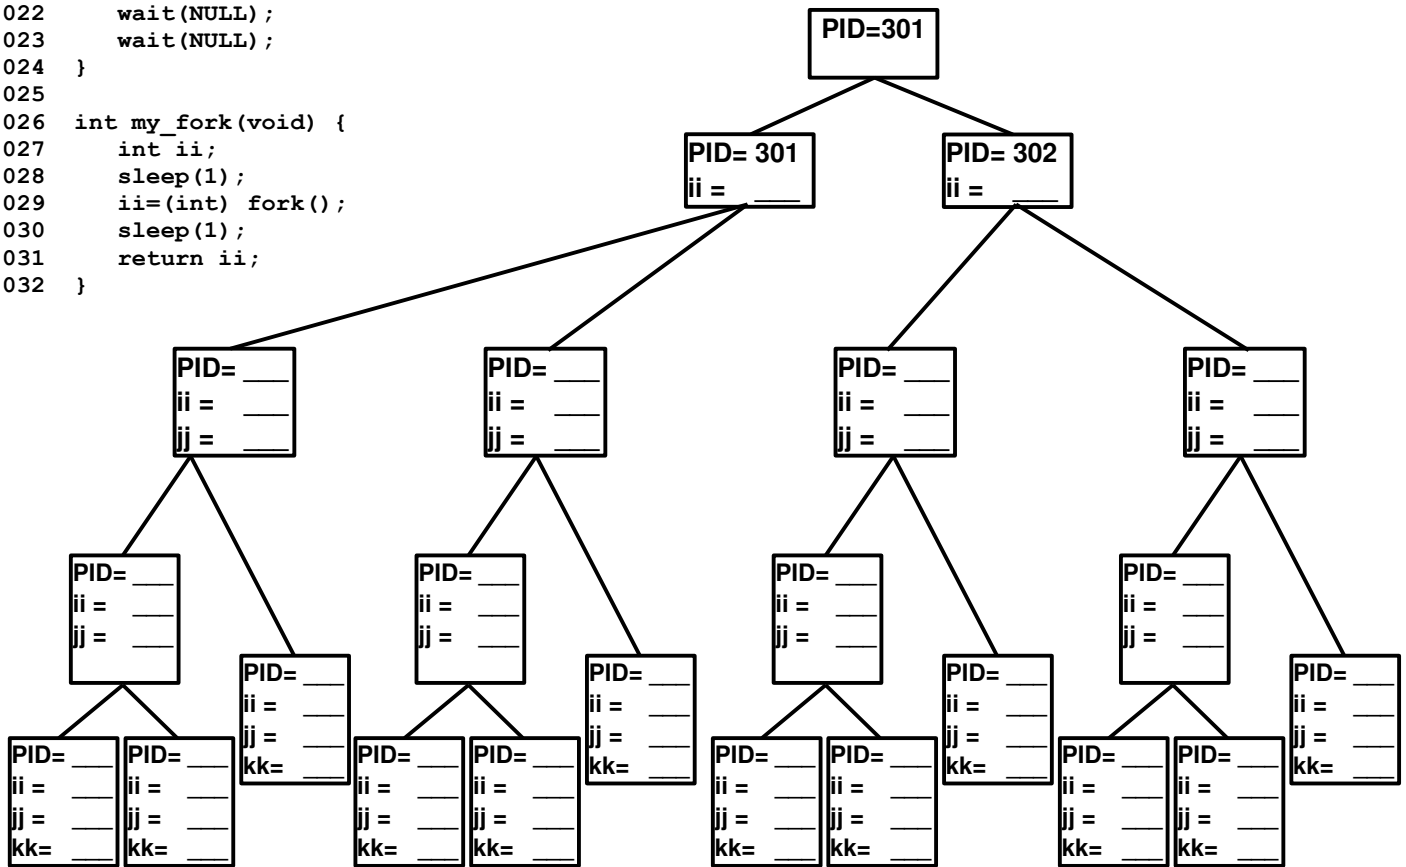 022      wait(NULL);
023      wait(NULL);
024   }
025
026   int my_fork(void) {
027      int ii;
028      sleep(1);
029      ii=(int) fork();
030      sleep(1);
031      return ii;
032   }
PID=301
PID= 301
ii = ___
PID= 302
ii = ___
PID= ___
ii = ___
jj = ___
PID= ___
ii = ___
jj = ___
PID= ___
ii = ___
jj = ___
PID= ___
ii = ___
jj = ___
PID= ___
ii = ___
jj = ___
PID= ___
ii = ___
jj = ___
PID= ___
ii = ___
jj = ___
PID= ___
ii = ___
jj = ___
PID= ___
ii = ___
jj = ___
kk= ___
PID= ___
ii = ___
jj = ___
kk= ___
PID= ___
ii = ___
jj = ___
kk= ___
PID= ___
ii = ___
jj = ___
kk= ___
PID= ___
ii = ___
jj = ___
kk= ___
PID= ___
ii = ___
jj = ___
kk= ___
PID= ___
ii = ___
jj = ___
kk= ___
PID= ___
ii = ___
jj = ___
kk= ___
PID= ___
ii = ___
jj = ___
kk= ___
PID= ___
ii = ___
jj = ___
kk= ___
PID= ___
ii = ___
jj = ___
kk= ___
PID= ___
ii = ___
jj = ___
kk= ___